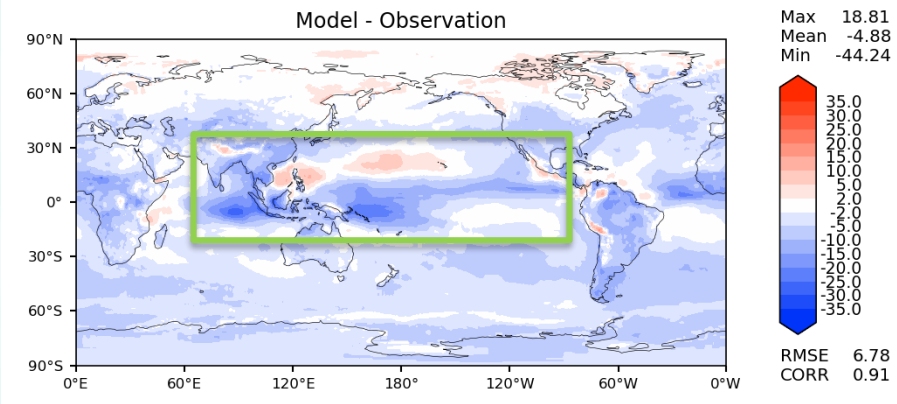 Model - Observation
Max 18.81
Mean -4.88
Min -44.24
90°N
60°N
30°N
0°
30°S
60°S
90°S
0°E
60°E
120°E
180°
120°W
60°W
0°W
35.0
30.0
25.0
20.0
15.0
10.0
5.0
2.0
-2.0
-5.0
-10.0
-15.0
-20.0
-25.0
-30.0
-35.0
RMSE 6.78
CORR 0.91